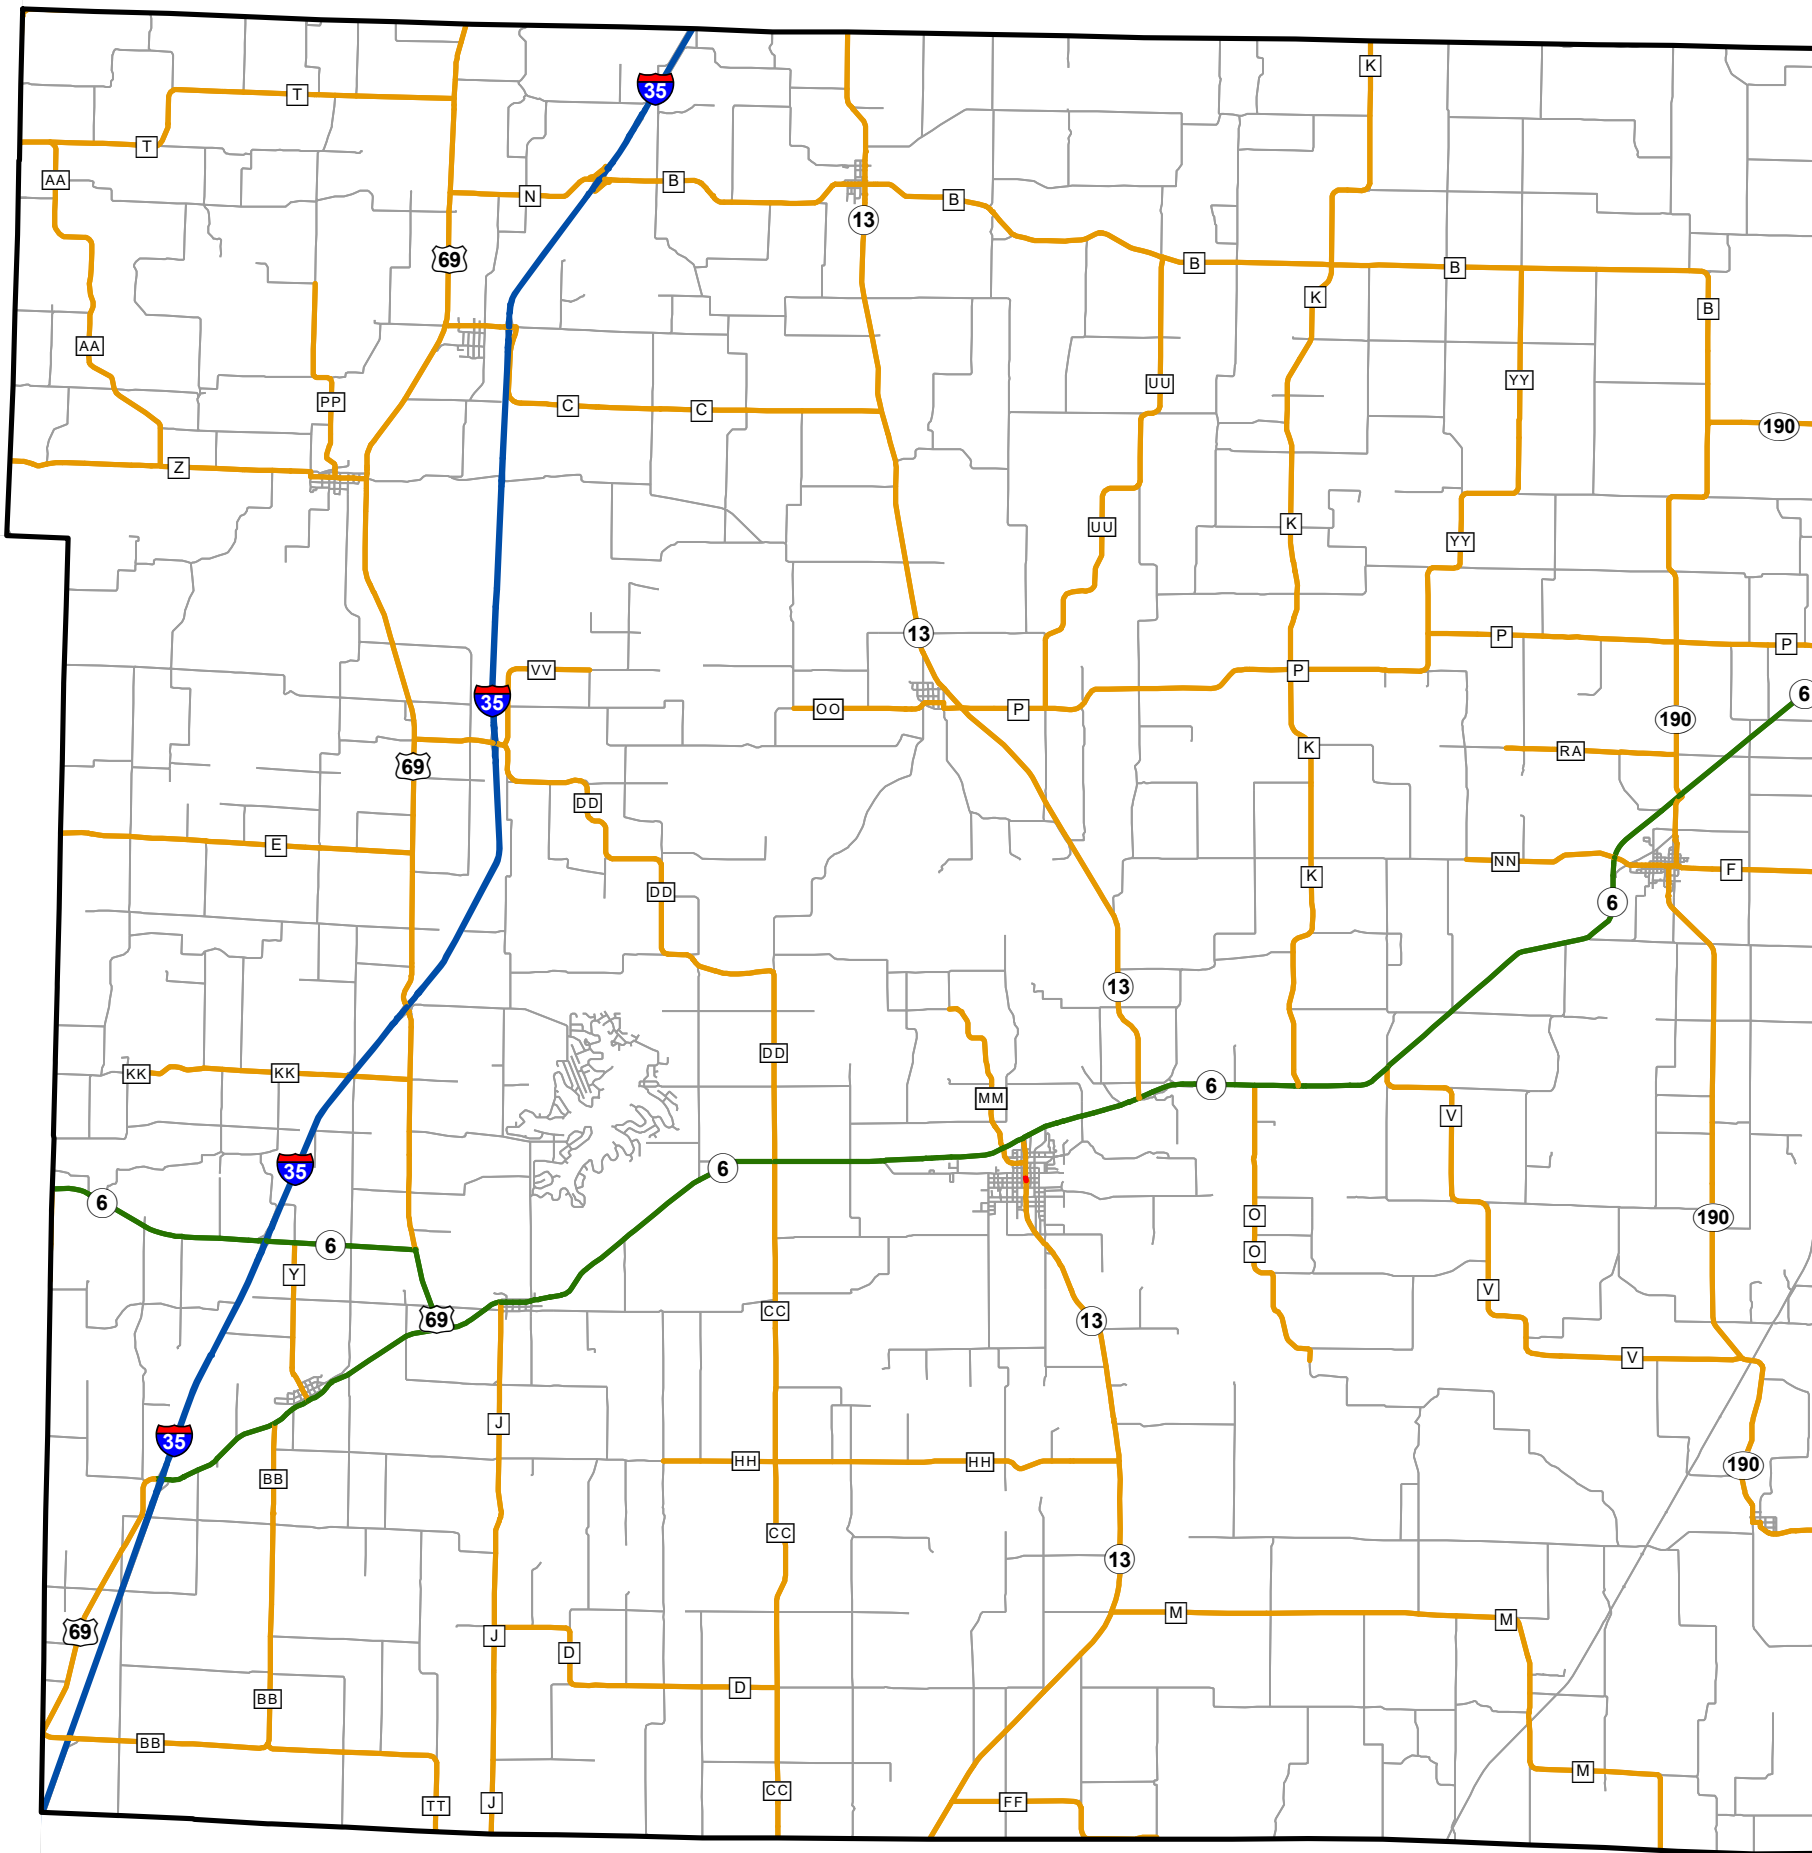 K
35
T
T
AA
B
N
B
13
69
B
B
K
B
AA
YY
UU
PP
C
C
190
Z
K
UU
YY
13
P
P
VV
P
6
35
OO
P
190
K
RA
69
DD
E
NN
F
K
DD
6
13
DD
KK
KK
6
MM
V
35
6
6
O
190
6
O
Y
V
CC
69
13
V
J
35
HH
HH
190
BB
CC
13
M
M
69
J
D
D
BB
BB
M
CC
FF
J
TT